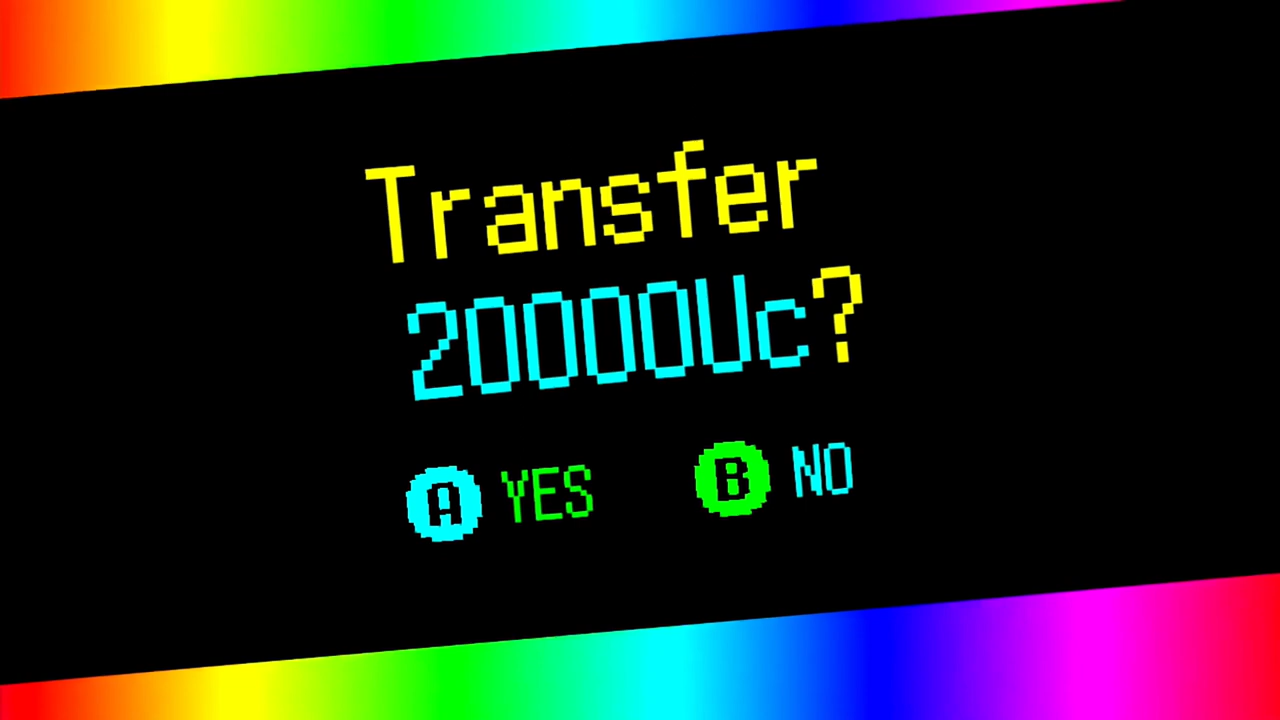 Transfer
20000Uc?
A YES B NO